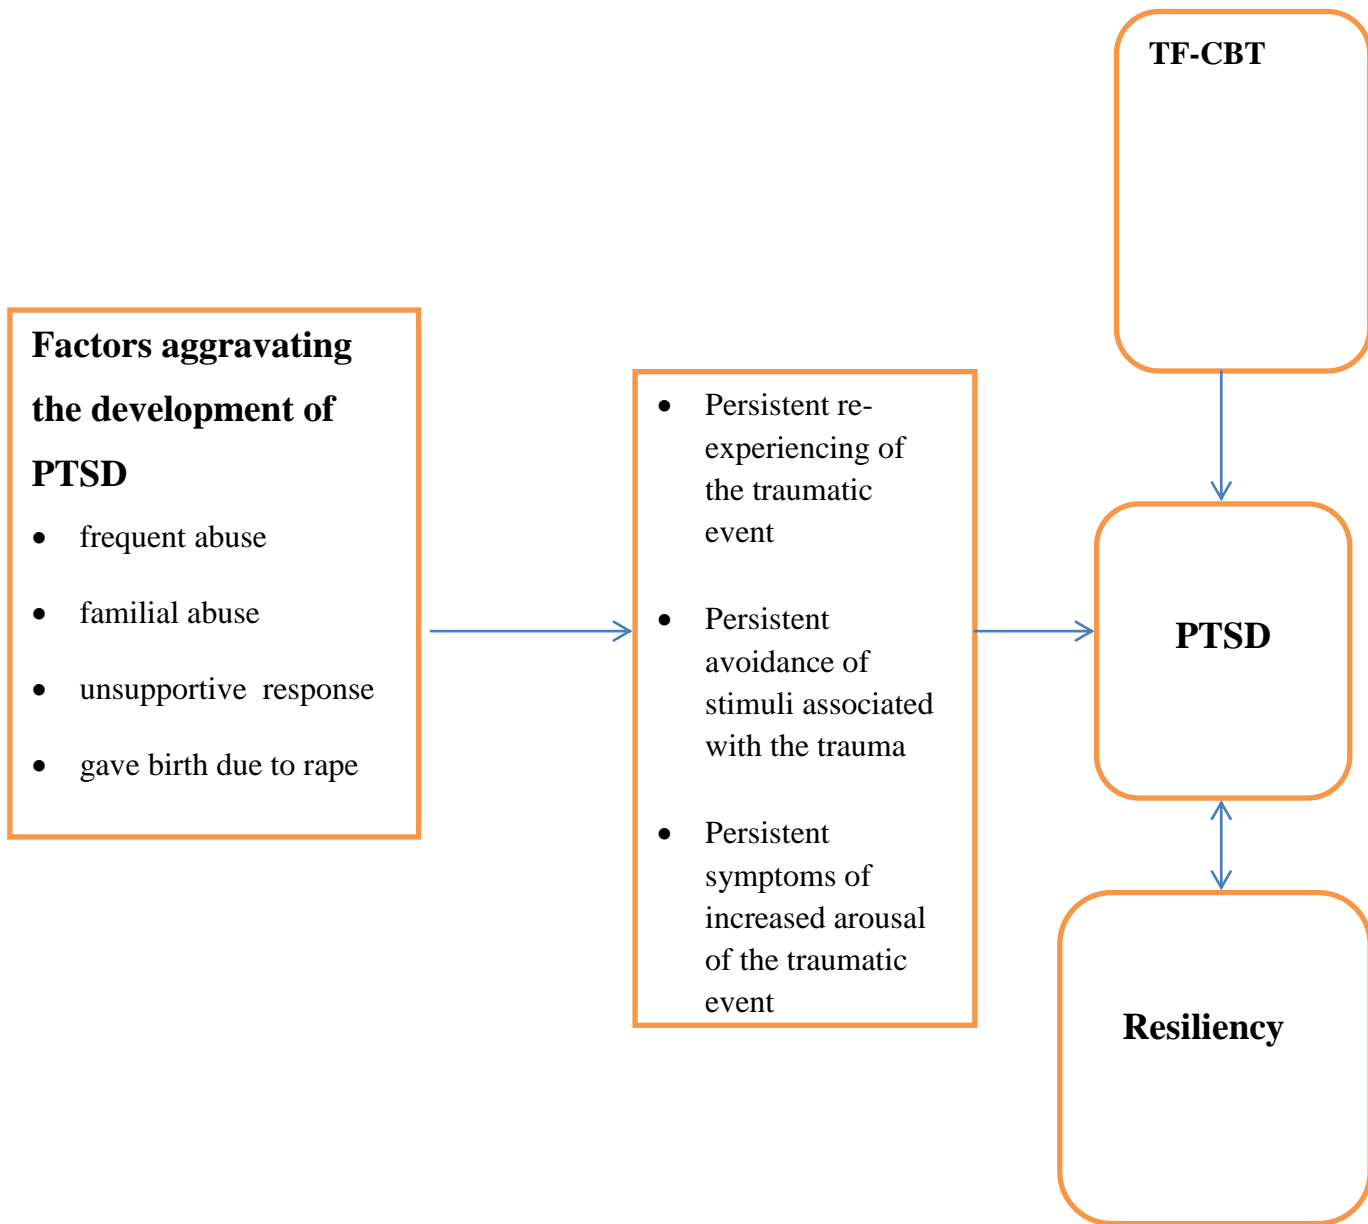 TF-CBT
Factors aggravating
the development of
PTSD
• frequent abuse
• familial abuse
• unsupportive  response
• gave birth due to rape
• Persistent re-
experiencing of
the traumatic
event
• Persistent
avoidance of
stimuli associated
with the trauma
• Persistent
symptoms of
increased arousal
of the traumatic
event
PTSD
Resiliency